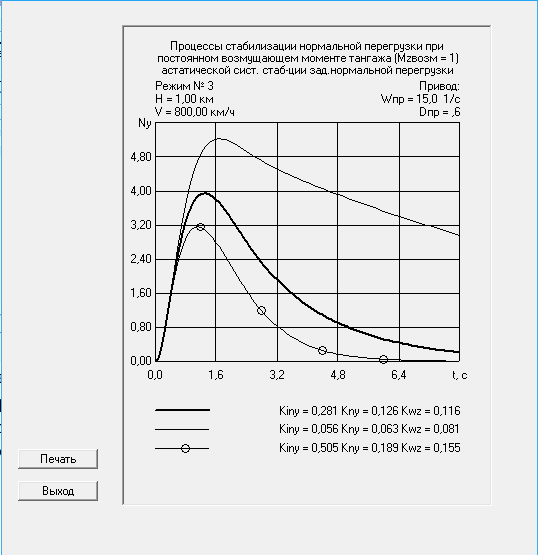 Процессы стабилизации нормальной перегрузки при
постоянном возмущающем моменте тангажа (Мzвозм = 1)
астатической сист. стаб-ции зад.нормальной перегрузки
Режим № 3 Привод:
Н = 1,00 км Wпр = 15,0 1/с
V = 800,00 км/ч Dпр = ,6
Ny
4,80
4,00
3,20
2,40
1,60
0,80
0,00
0,0 1,6 3,2 4,8 6,4 t, с
Kiny = 0,281 Kny = 0,126 Kwz = 0,116
Kiny = 0,056 Kny = 0,063 Kwz = 0,081
Kiny = 0,505 Kny = 0,189 Kwz = 0,155
Печать
Выход